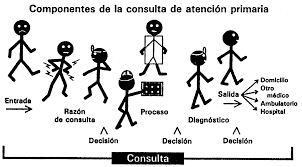 Componentes de la consulta de atención primaria
Entrada
Razón
de consulta
Proceso
Diagnóstico
Salida
Domicilio
Otro
médico
Ambulatorio
Hospital
Decisión
Decisión
Decisión
Consulta